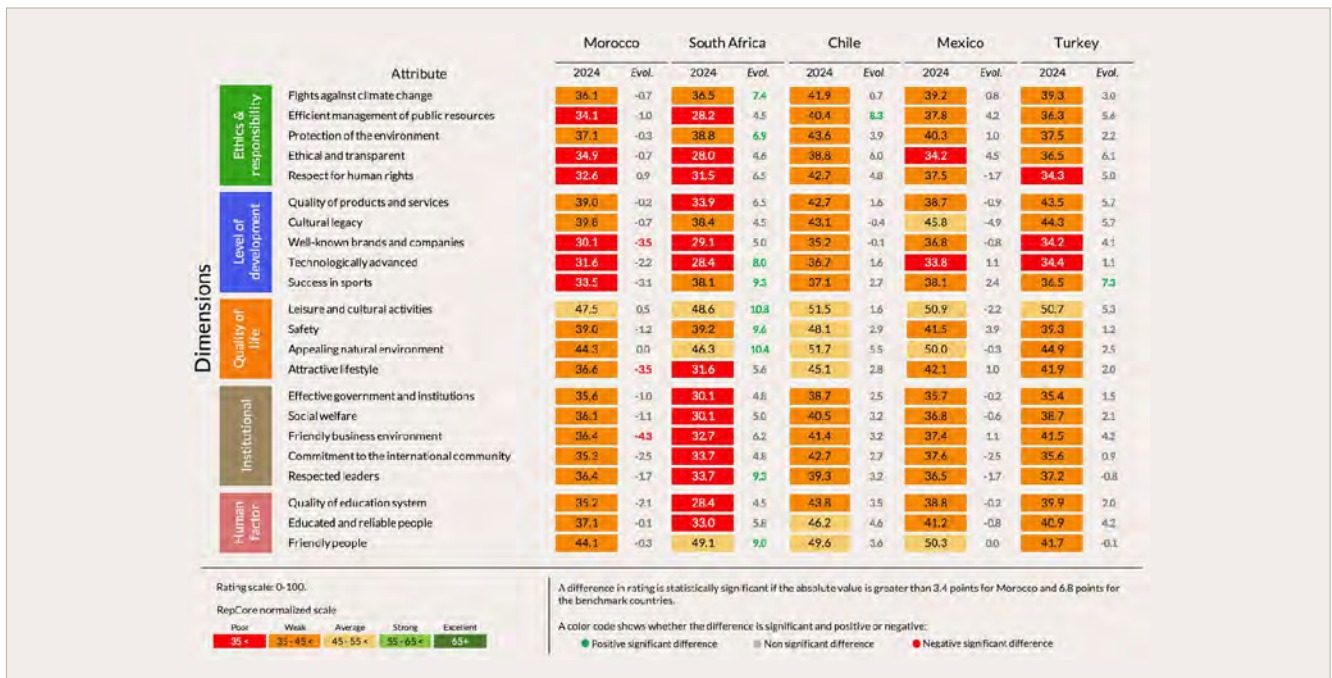 Morocco South Africa Chile Mexico Turkey
Attribute 2024 Evol. 2024 Evol. 2024 Evol. 2024 Evol. 2024 Evol.
Dimensions
Ethics & responsibility
Fights against climate change 36.1 -0.7 36.5 7.4 41.9 0.7 39.2 0.8 39.3 3.0
Efficient management of public resources 34.1 -1.0 28.2 4.5 40.4 8.3 37.8 4.2 36.3 5.6
Protection of the environment 37.1 -0.3 38.8 6.9 43.6 3.9 40.3 1.0 37.5 2.2
Ethical and transparent 34.9 -0.7 28.0 4.6 38.8 6.0 34.2 4.5 36.5 6.1
Respect for human rights 32.6 0.9 31.5 6.5 42.7 4.8 37.5 -1.7 34.3 5.0
Level of development
Quality of products and services 39.0 -0.2 33.9 6.5 42.7 1.6 38.7 -0.9 43.5 5.7
Cultural legacy 39.8 -0.7 38.4 4.5 43.1 -0.4 45.8 -4.9 44.3 5.7
Well-known brands and companies 30.1 -3.5 29.1 5.0 35.2 -0.1 36.8 -0.8 34.2 4.1
Technologically advanced 31.6 -2.2 28.4 8.0 36.7 1.6 33.8 1.1 34.4 1.1
Success in sports 33.5 -3.1 38.1 9.3 37.1 2.7 38.1 2.4 36.5 7.3
Quality of life
Leisure and cultural activities 47.5 0.5 48.6 10.8 51.5 1.6 50.9 -2.2 50.7 5.3
Safety 39.0 -1.2 39.2 9.6 48.1 2.9 41.5 3.9 39.3 1.2
Appealing natural environment 44.3 0.0 46.3 10.4 51.7 5.5 50.0 -0.3 44.9 2.5
Attractive lifestyle 36.6 -3.5 31.6 5.6 45.1 2.8 42.1 1.0 41.9 2.0
Institutional
Effective government and institutions 35.6 -1.0 30.1 4.8 38.7 2.5 35.7 -0.2 35.4 1.5
Social welfare 36.1 -1.1 30.1 5.0 40.5 3.2 36.8 -0.6 38.7 2.1
Friendly business environment 36.4 -4.3 32.7 6.2 41.4 3.2 37.4 1.1 41.5 4.2
Commitment to the international community 35.3 -2.5 33.7 4.8 42.7 2.7 37.6 -2.5 35.6 0.9
Respected leaders 36.4 -1.7 33.7 9.3 39.3 3.2 36.5 -1.7 37.2 -0.8
Human factor
Quality of education system 35.2 -2.1 28.4 4.5 43.8 3.5 38.8 -0.2 39.9 2.0
Educated and reliable people 37.1 -0.1 33.0 5.8 46.2 4.6 41.2 -0.8 40.9 4.2
Friendly people 44.1 -0.3 49.1 9.0 49.6 3.6 50.3 0.0 41.7 -0.1
Rating scale: 0-100.
RepCore normalized scale
Poor Weak Average Strong Excellent
35 < 35-45 < 45-55 < 55-65 < 65+
A difference in rating is statistically significant if the absolute value is greater than 3.4 points for Morocco and 6.8 points for
the benchmark countries.
A color code shows whether the difference is significant and positive or negative:
Positive significant difference Non significant difference Negative significant difference